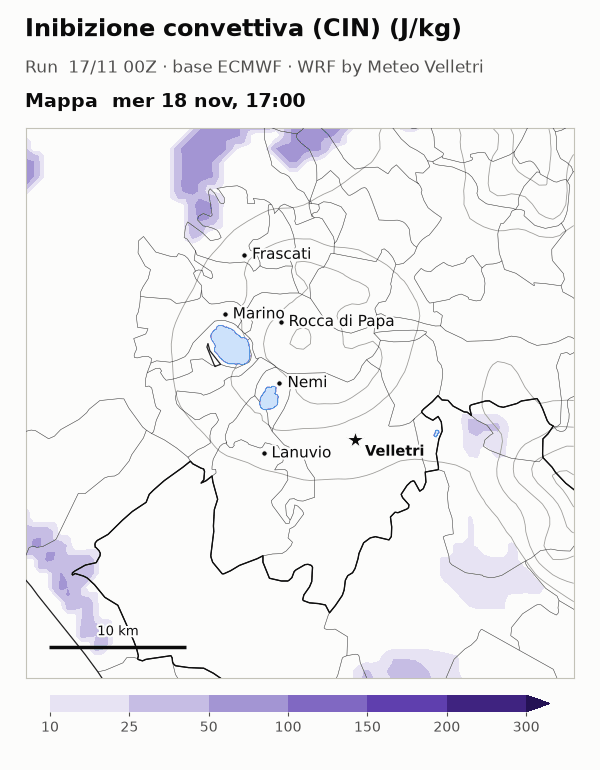 Inibizione convettiva (CIN) (J/kg)
Run  17/11 00Z · base ECMWF · WRF by Meteo Velletri
Mappa  mer 18 nov, 17:00
Frascati
Marino
Rocca di Papa
Nemi
Velletri
Lanuvio
10 km
10 25 50 100 150 200 300